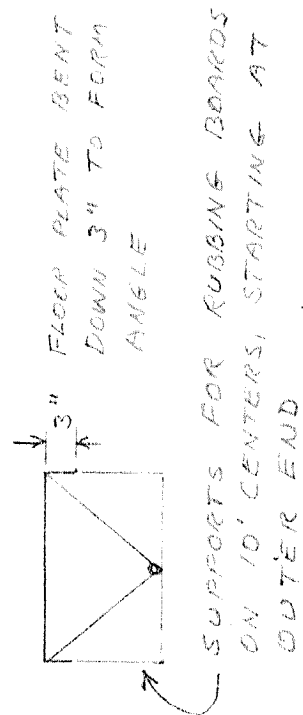 FLOOR PLATE BENT
DOWN 3" TO FORM
ANGLE
3"
SUPPORTS FOR RUBBING BOARDS
ON 10' CENTERS, STARTING AT
OUTER END